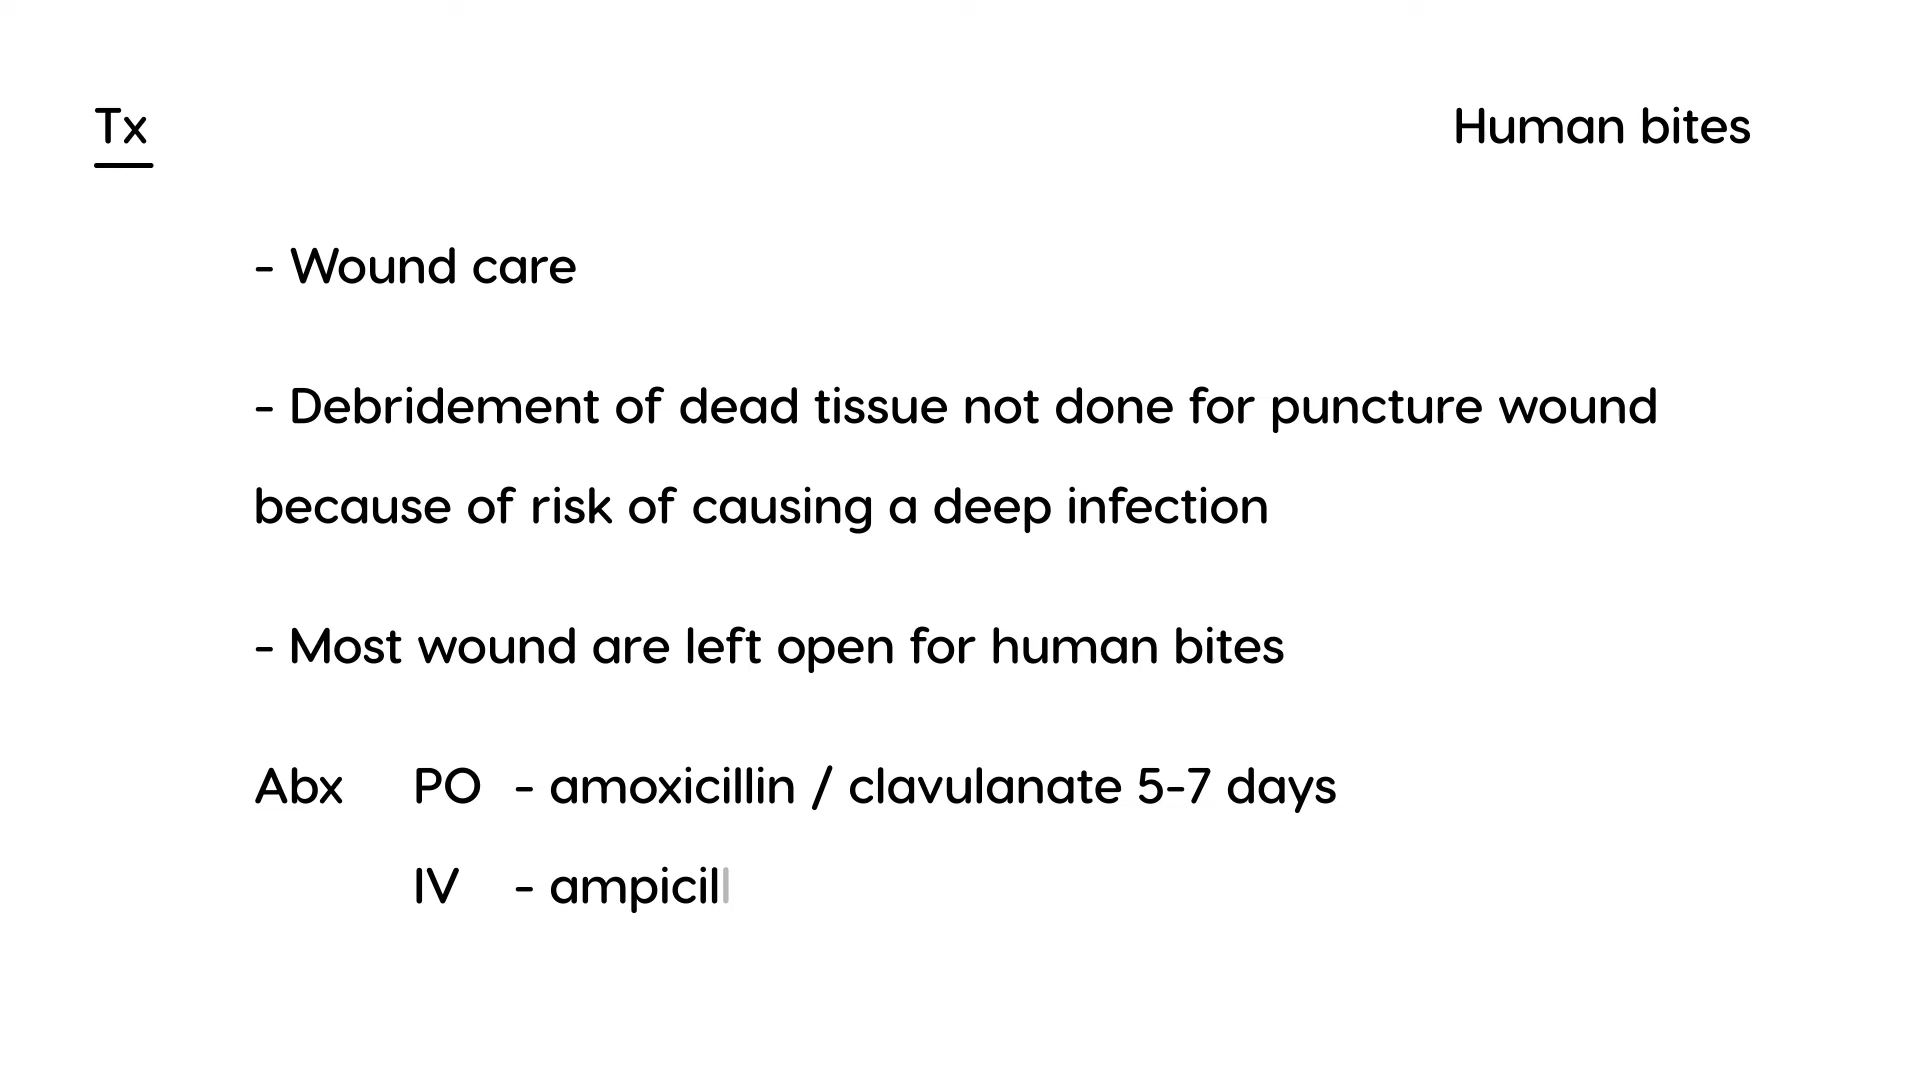 Tx
Human bites
- Wound care
- Debridement of dead tissue not done for puncture wound
because of risk of causing a deep infection
- Most wound are left open for human bites
Abx PO - amoxicillin / clavulanate 5-7 days
IV - ampicill